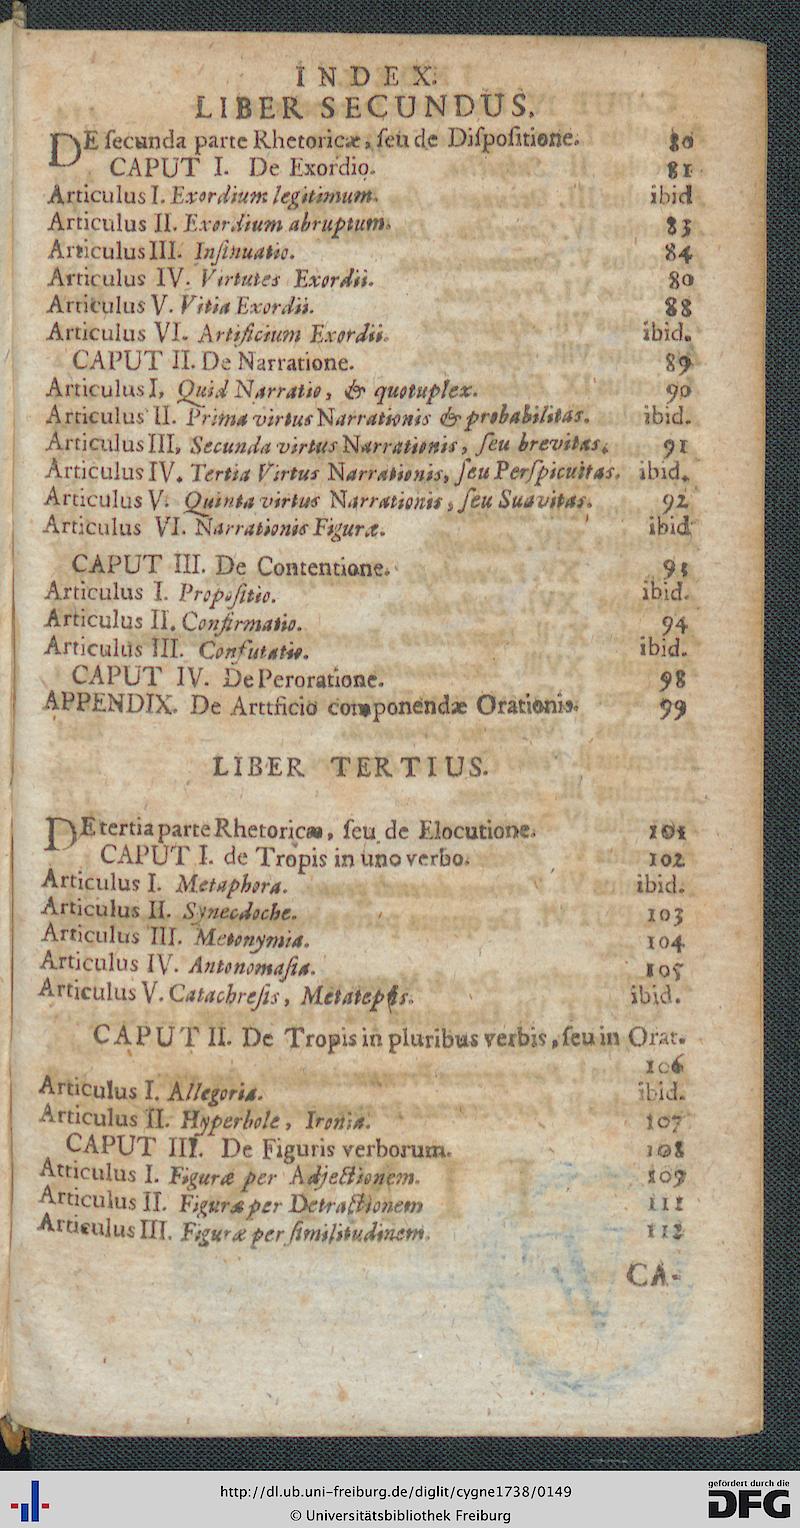 INDEX.
LIBER SECUNDUS.
DE ſecunda parte Rhetoricæ, ſeu de Diſpoſitione. 80
CAPUT I. De Exordio. 81
Articulus I. Exordium legitimum. ibid
Articulus II. Exordium abruptum. 83
Articulus III. Inſinuatio. 84
Articulus IV. Virtutes Exordii. 80
Articulus V. Vitia Exordii. 88
Articulus VI. Artificium Exordii. ibid.
CAPUT II. De Narratione. 89
Articulus I, Quid Narratio, & quotuplex. 90
Articulus II. Prima virtus Narrationis & probabilitas. ibid.
Articulus III, Secunda virtus Narrationis, ſeu brevitas. 91
Articulus IV. Tertia Virtus Narrationis, ſeu Perſpicuitas. ibid.
Articulus V. Quinta virtus Narrationis, ſeu Suavitas. 92
Articulus VI. Narrationis Figuræ. ibid
CAPUT III. De Contentione.
Articulus I. Propoſitio. ibid.
Articulus II. Confirmatio. 94
Articulus III. Confutatio. ibid.
CAPUT IV. De Peroratione. 98
APPENDIX. De Arttficio componendæ Orationis. 99
LIBER TERTIUS.
DE tertia parte Rhetoricæ, ſeu de Elocutione. 101
CAPUT I. de Tropis in uno verbo. 102
Articulus I. Metaphora. ibid.
Articulus II. Synecdoche. 103
Articulus III. Metonymia. 104
Articulus IV. Antonomaſia. 105
Articulus V. Catachreſis, Metatepſis. ibid.
CAPUT II. De Tropis in pluribus verbis, ſeu in Orat.
106
Articulus I. Allegoria. ibid.
Articulus II. Hyperbole, Ironia. 107
CAPUT III. De Figuris verborum. 108
Articulus I. Figuræ per Adjectionem. 109
Articulus II. Figuræ per Detractionem 111
Articulus III. Figuræ per ſimilitudinem. 112
CA-
http://dl.ub.uni-freiburg.de/diglit/cygne1738/0149
© Universitätsbibliothek Freiburg
gefördert durch die
DFG